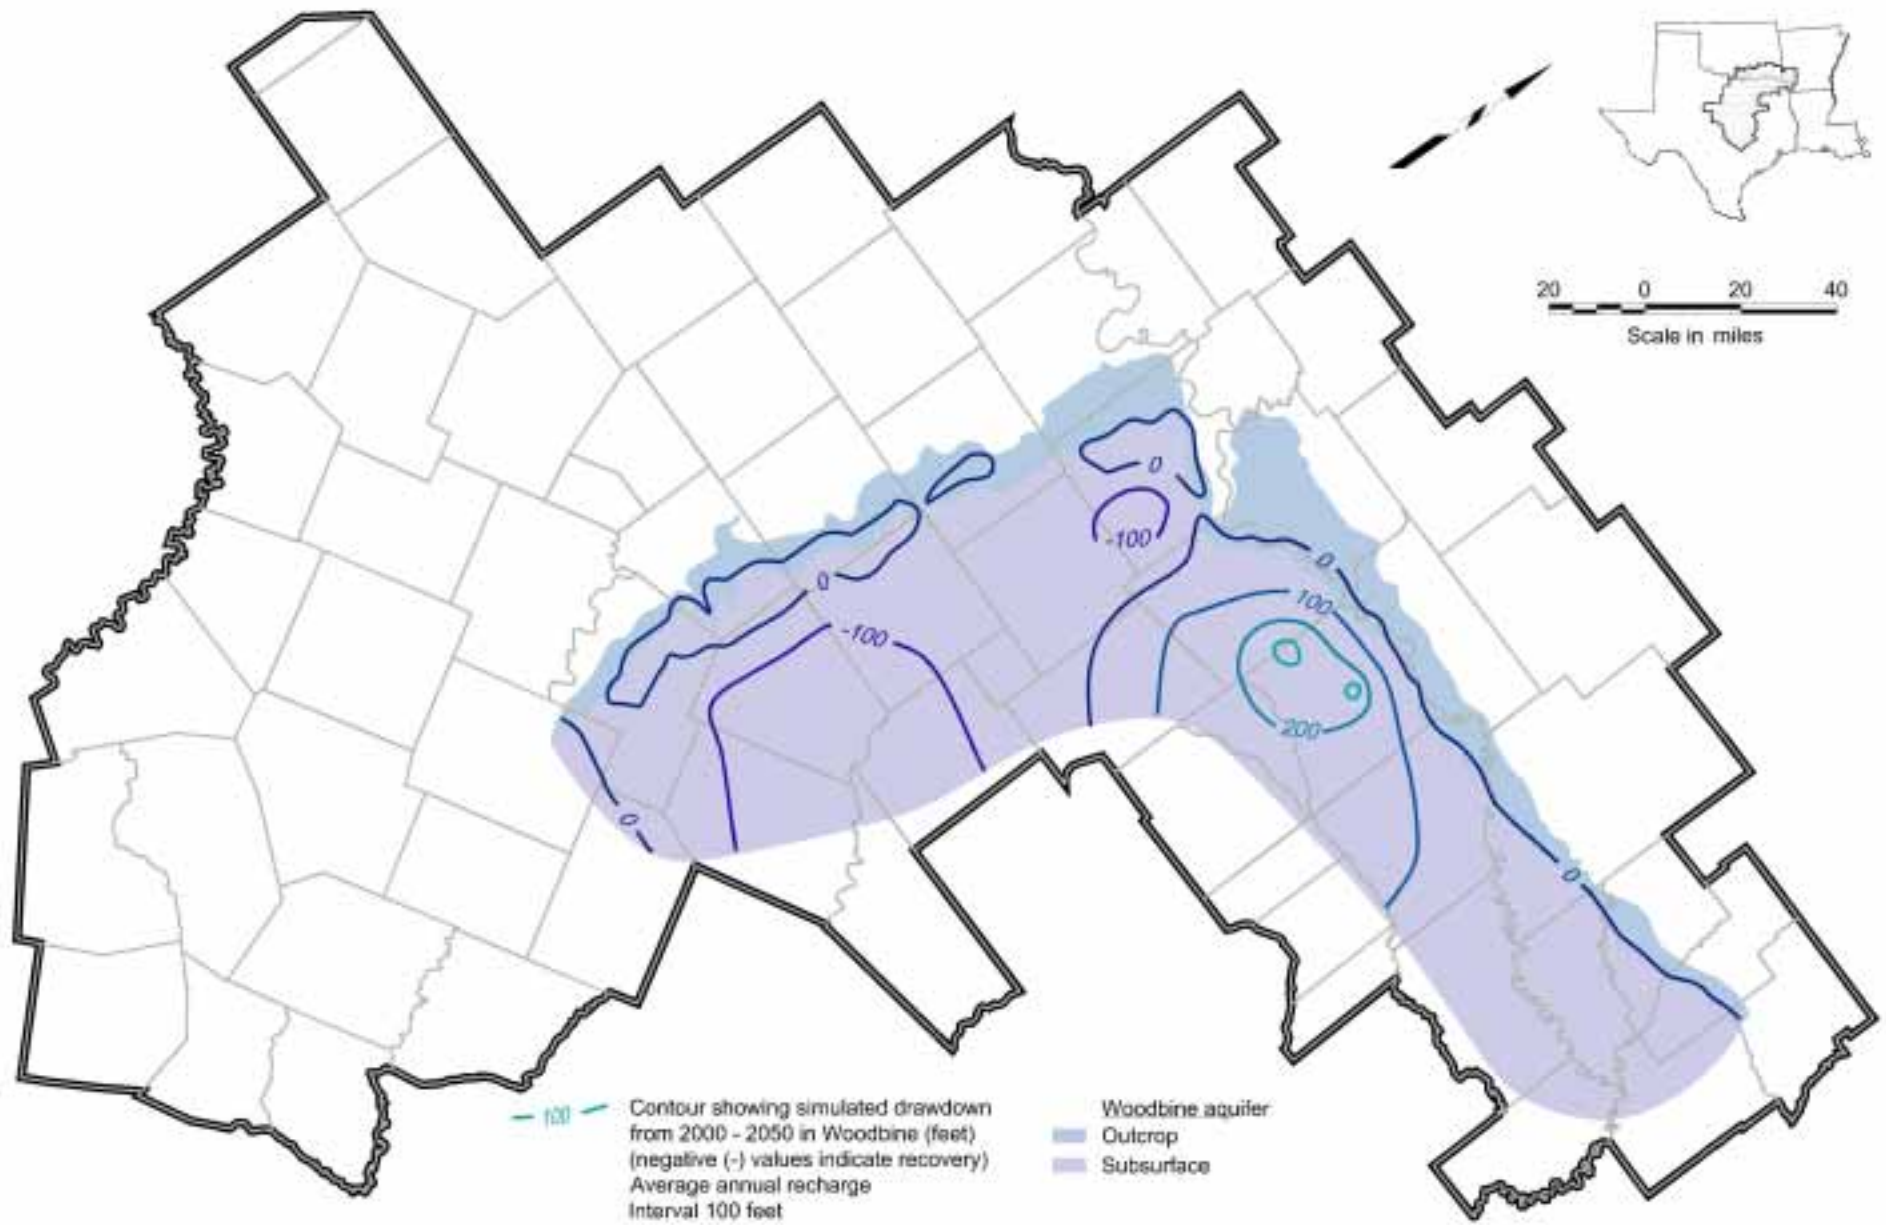 20 0 20 40
Scale in miles
0
-100
0
100
0
-100
200
0
0
100
Contour showing simulated drawdown
from 2000 - 2050 in Woodbine (feet)
(negative (-) values indicate recovery)
Average annual recharge
Interval 100 feet
Woodbine aquifer
Outcrop
Subsurface